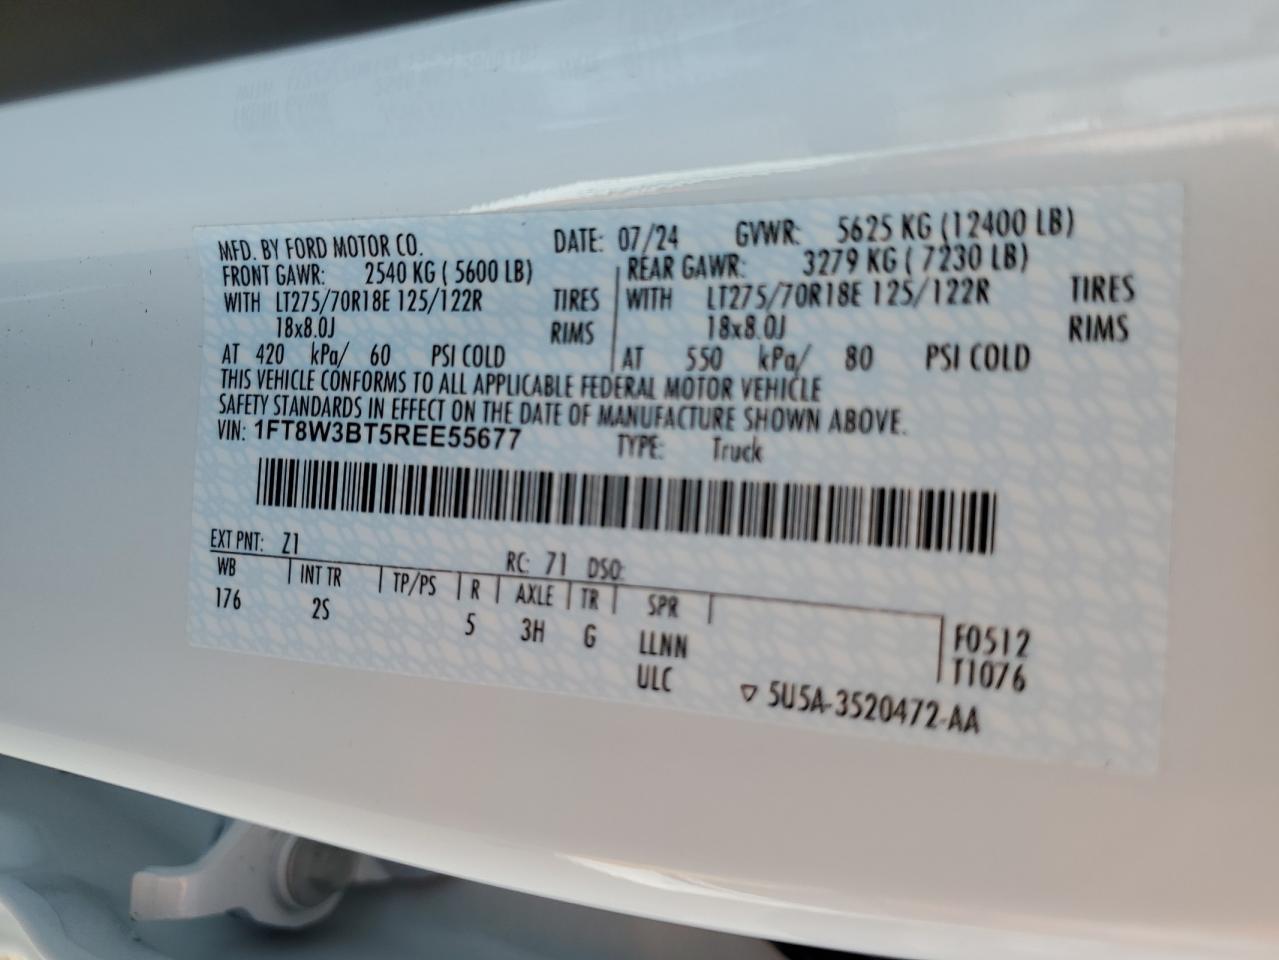 MFD. BY FORD MOTOR CO. DATE: 07/24 GVWR: 5625 KG (12400 LB)
FRONT GAWR: 2540 KG ( 5600 LB) REAR GAWR: 3279 KG ( 7230 LB)
WITH LT275/70R18E 125/122R TIRES WITH LT275/70R18E 125/122R TIRES
18x8.0J RIMS 18x8.0J RIMS
AT 420 kPa/ 60 PSI COLD AT 550 kPa/ 80 PSI COLD
THIS VEHICLE CONFORMS TO ALL APPLICABLE FEDERAL MOTOR VEHICLE
SAFETY STANDARDS IN EFFECT ON THE DATE OF MANUFACTURE SHOWN ABOVE.
VIN: 1FT8W3BT5REE55677 TYPE: Truck
EXT PNT: Z1 RC: 71 DSO:
WB INT TR TP/PS R AXLE TR SPR
176 2S 5 3H G LLNN F0512
ULC T1076
▽ 5U5A-3520472-AA